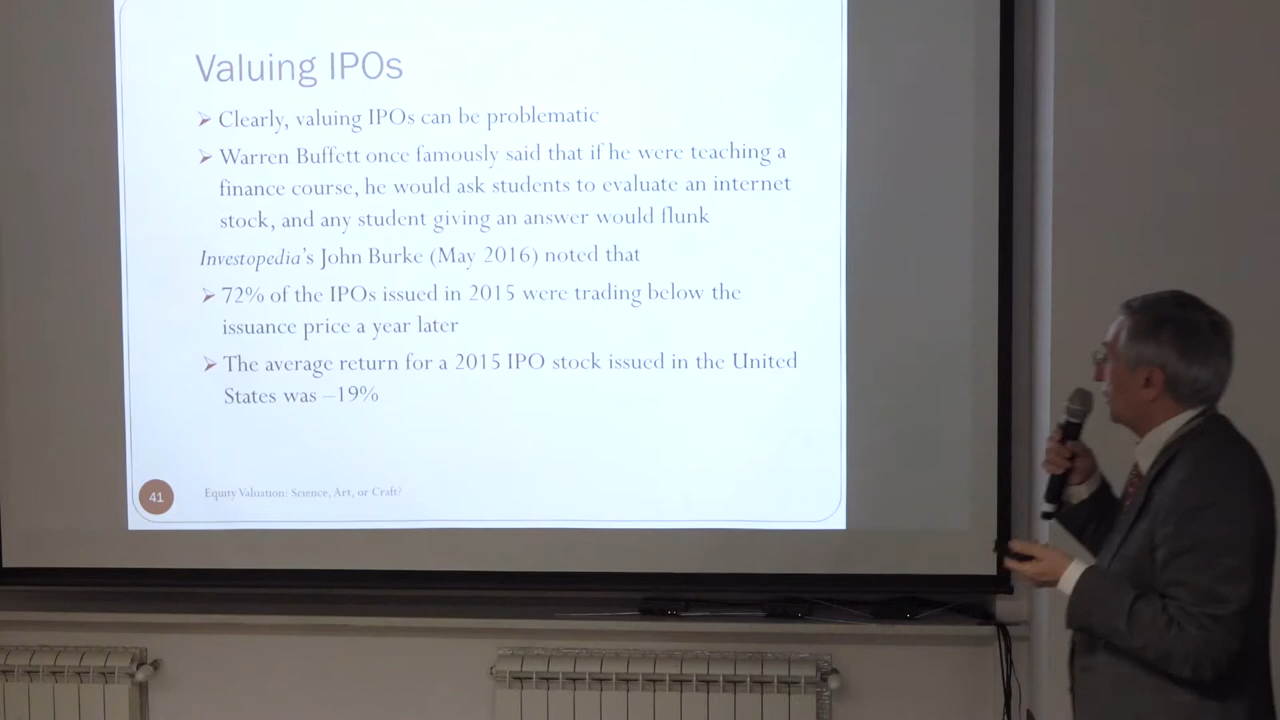 Valuing IPOs
➢ Clearly, valuing IPOs can be problematic
➢ Warren Buffett once famously said that if he were teaching a
finance course, he would ask students to evaluate an internet
stock, and any student giving an answer would flunk
Investopedia's John Burke (May 2016) noted that
➢ 72% of the IPOs issued in 2015 were trading below the
issuance price a year later
➢ The average return for a 2015 IPO stock issued in the United
States was –19%
41
Equity Valuation: Science, Art, or Craft?